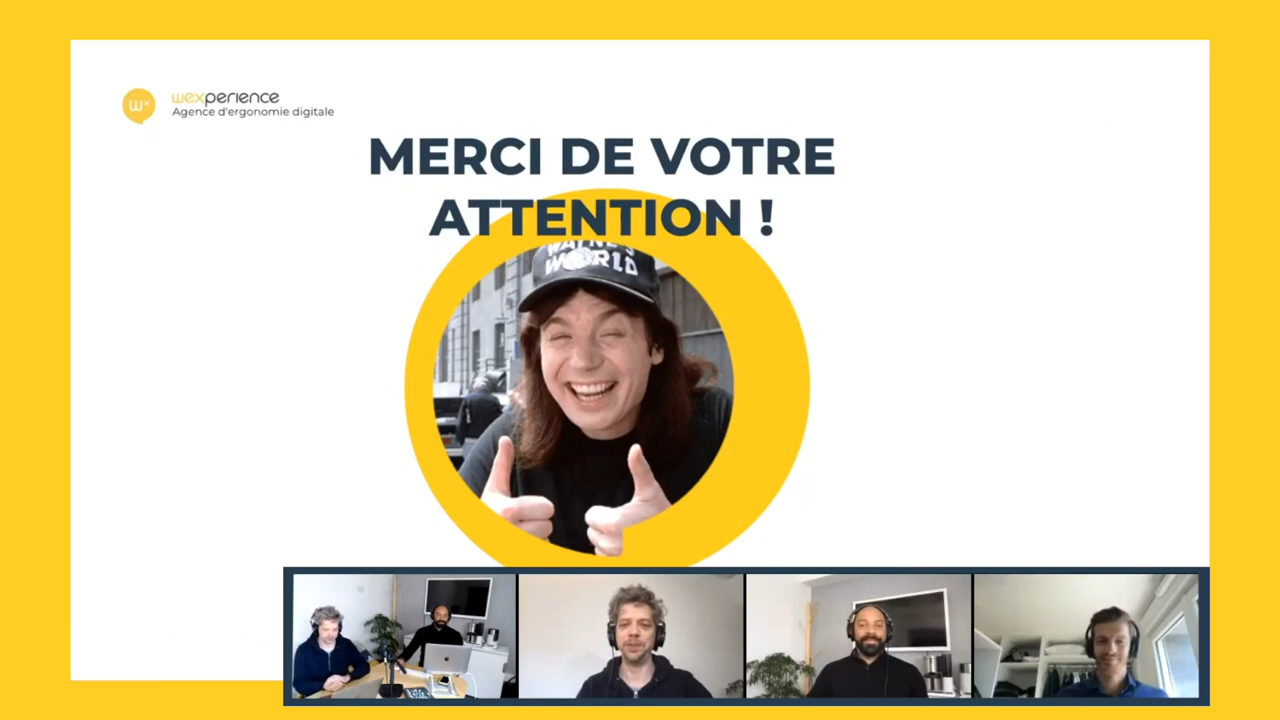 wexperience
Agence d'ergonomie digitale
MERCI DE VOTRE
ATTENTION !
WAYNE'S
WORLD